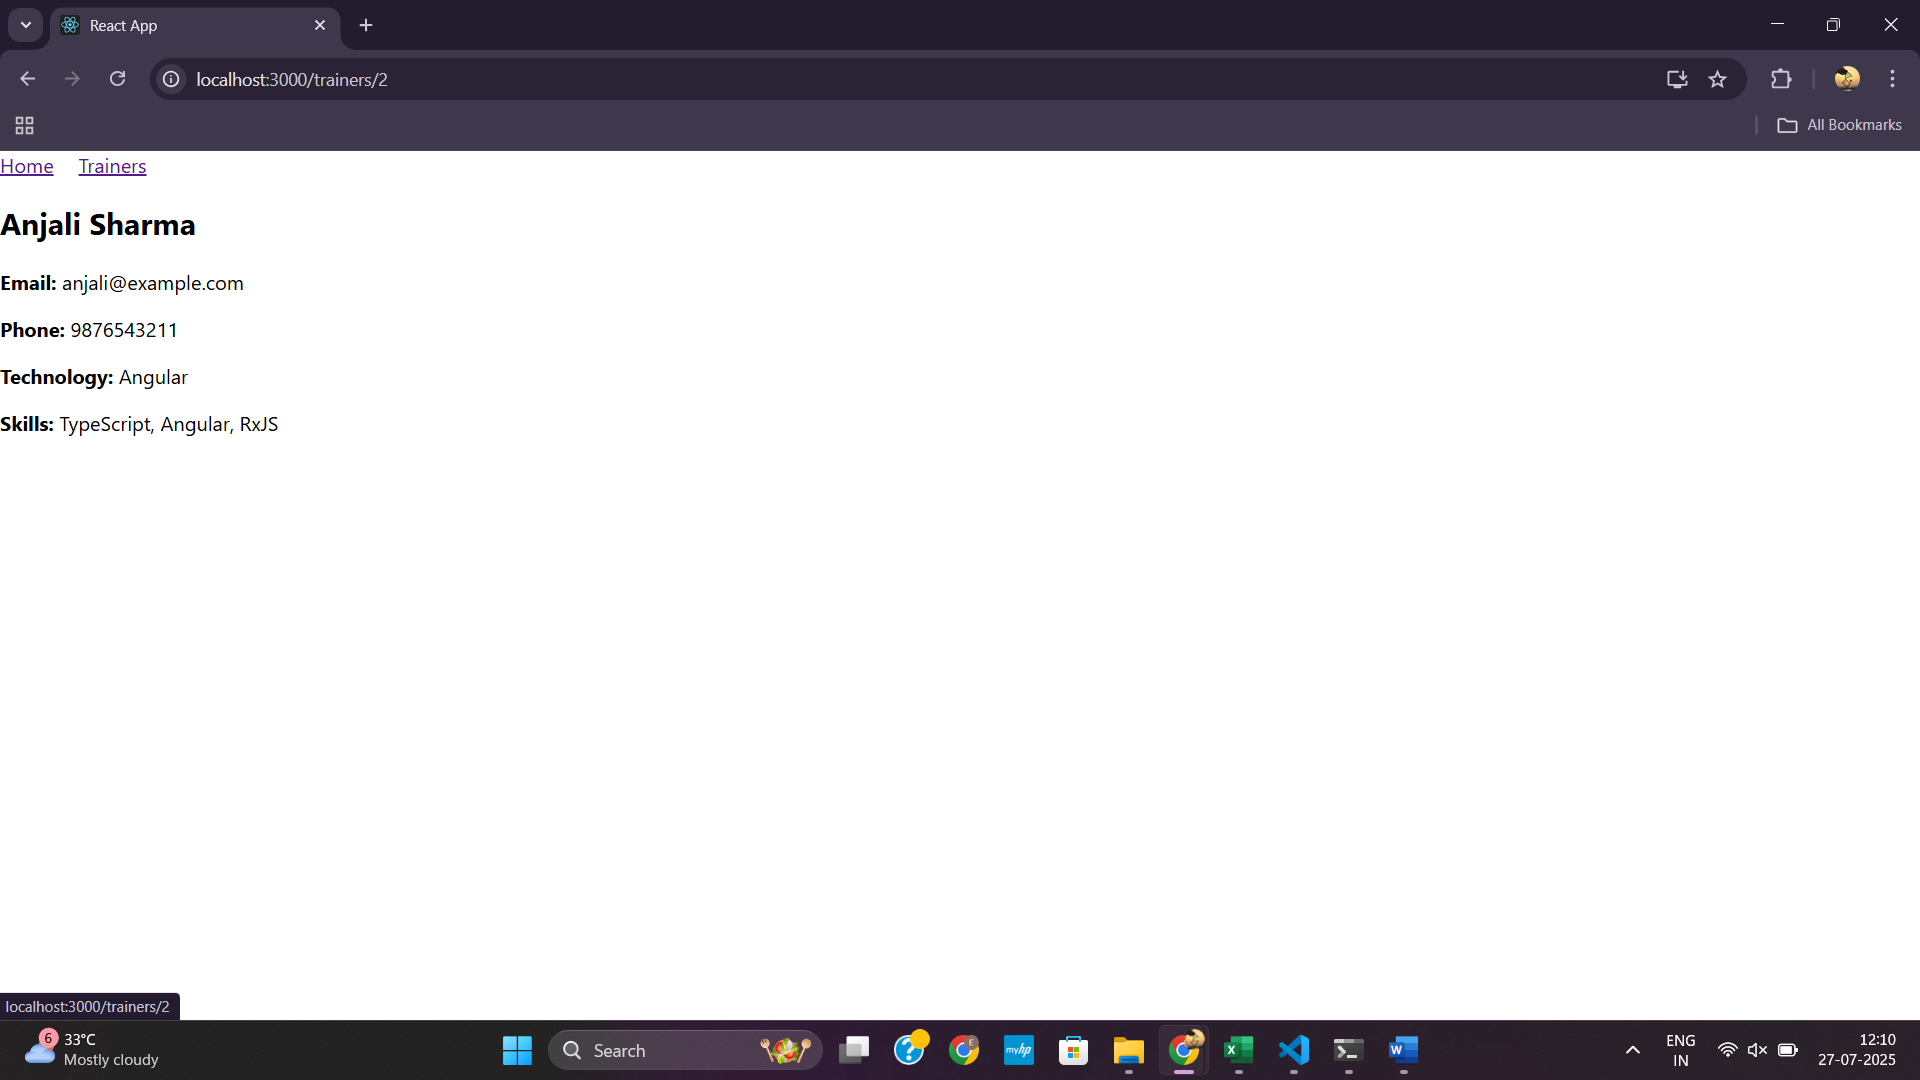 React App
localhost:3000/trainers/2
All Bookmarks
Home Trainers
Anjali Sharma
Email: anjali@example.com
Phone: 9876543211
Technology: Angular
Skills: TypeScript, Angular, RxJS
localhost:3000/trainers/2
6
33°C
Mostly cloudy
Search
E
myhp
X
W
ENG
IN
12:10
27-07-2025